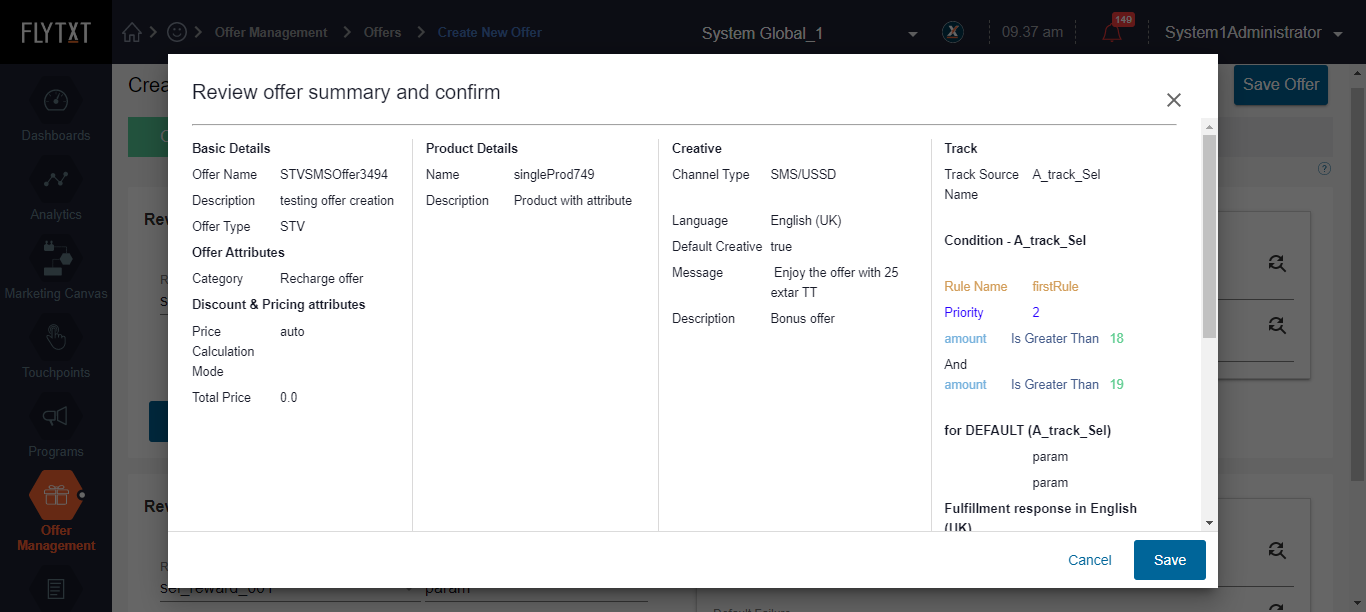 FLYTXT
Offer Management
Offers
Create New Offer
System Global_1
X
09.37 am
149
System1Administrator
Dashboards
Analytics
Marketing Canvas
Touchpoints
Programs
Offer
Management
Crea
Save Offer
?
Rev
R
S
Rev
R
sel_reward_001
param
Default Failure
Review offer summary and confirm
Basic Details
Offer Name STVSMSOffer3494
Description testing offer creation
Offer Type STV
Offer Attributes
Category Recharge offer
Discount & Pricing attributes
Price auto
Calculation
Mode
Total Price 0.0
Product Details
Name singleProd749
Description Product with attribute
Creative
Channel Type SMS/USSD
Language English (UK)
Default Creative true
Message Enjoy the offer with 25
extar TT
Description Bonus offer
Track
Track Source A_track_Sel
Name
Condition - A_track_Sel
Rule Name firstRule
Priority 2
amount Is Greater Than 18
And
amount Is Greater Than 19
for DEFAULT (A_track_Sel)
param
param
Fulfillment response in English
(UK)
Cancel
Save